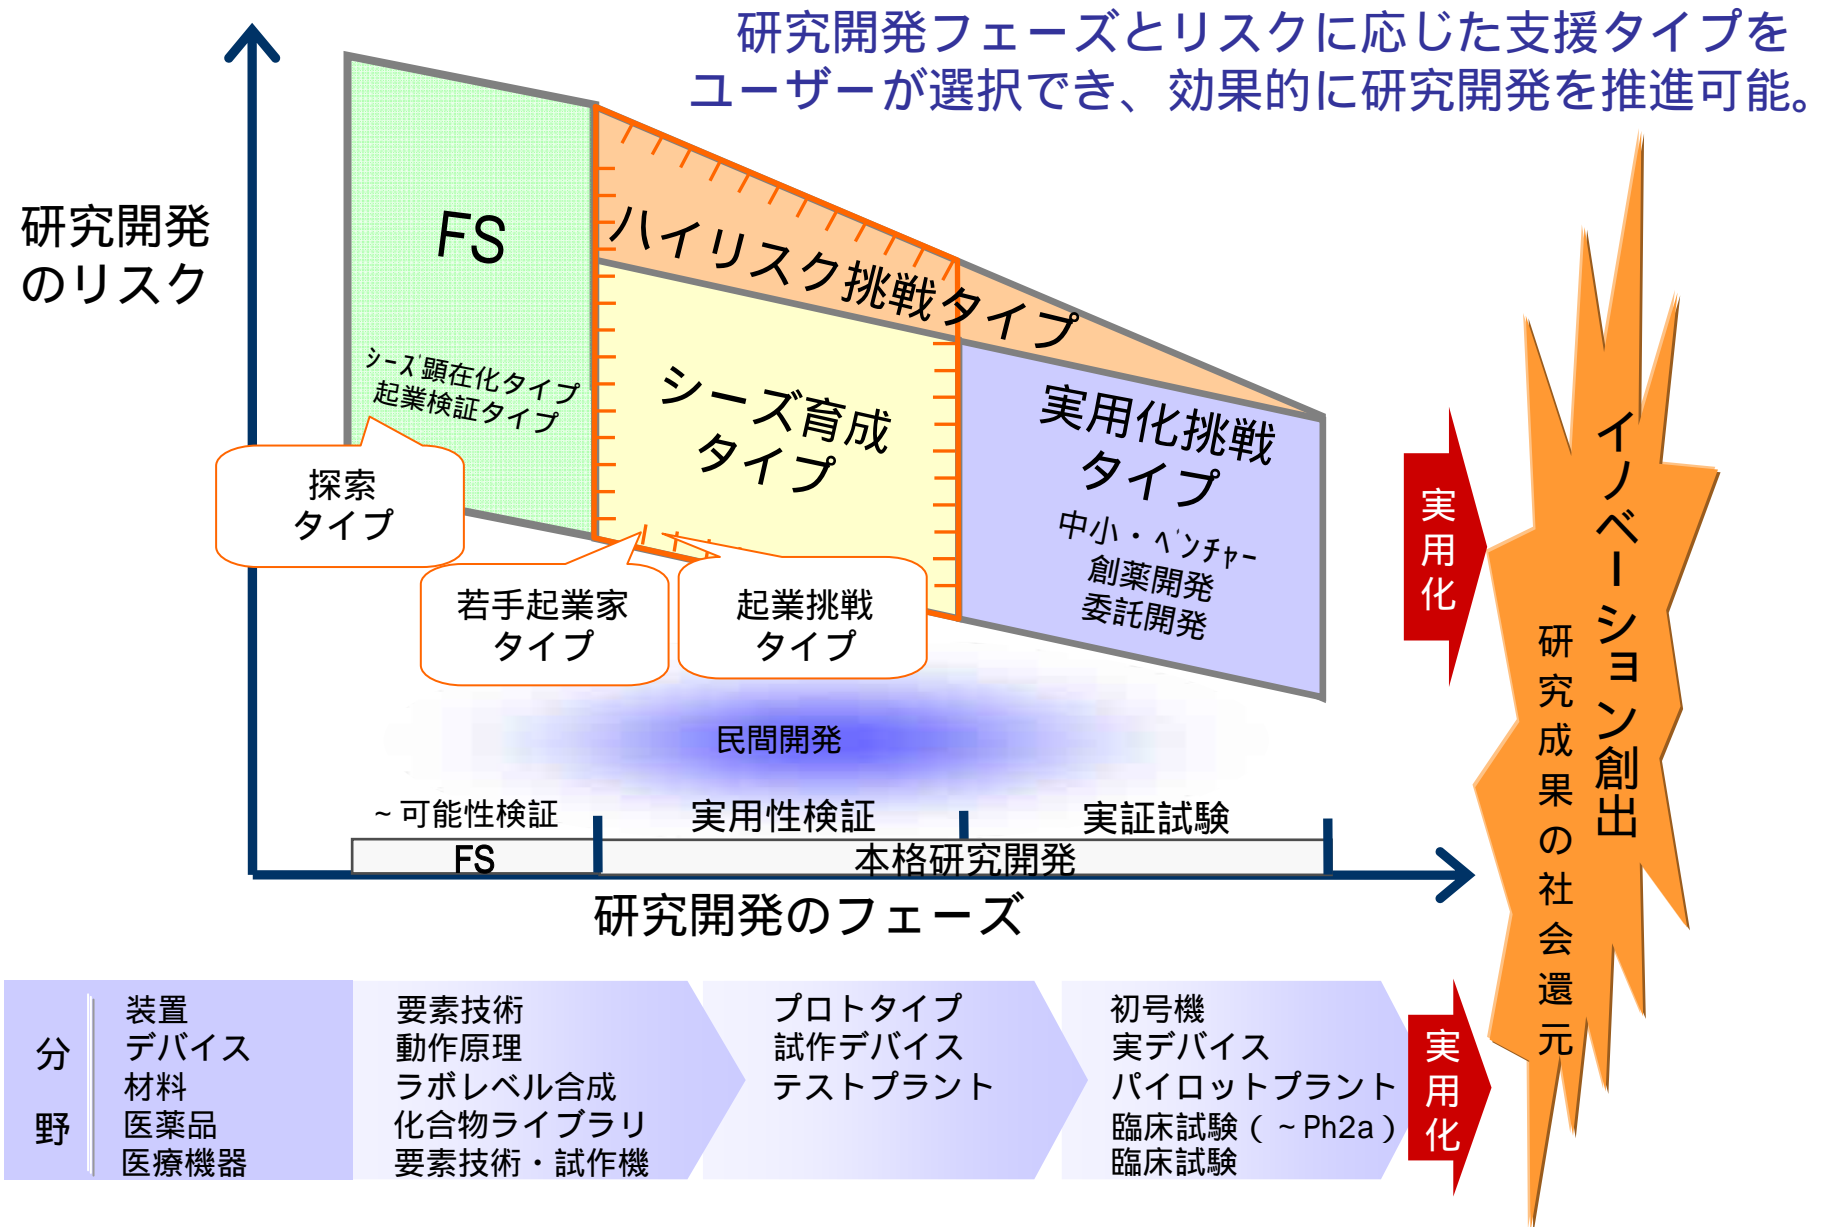 研究開発フェーズとリスクに応じた支援タイプを
ユーザーが選択でき、効果的に研究開発を推進可能。
研究開発
のリスク
FS
ｼｰｽﾞ顕在化タイプ
起業検証タイプ
ハイリスク挑戦タイプ
シーズ育成
タイプ
実用化挑戦
タイプ
中小・ﾍﾞﾝﾁｬｰ
創薬開発
委託開発
探索
タイプ
若手起業家
タイプ
起業挑戦
タイプ
民間開発
~可能性検証
実用性検証
実証試験
FS
本格研究開発
研究開発のフェーズ
実用化
イノベーション創出
研究成果の社会還元
分野
装置
デバイス
材料
医薬品
医療機器
要素技術
動作原理
ラボレベル合成
化合物ライブラリ
要素技術・試作機
プロトタイプ
試作デバイス
テストプラント
初号機
実デバイス
パイロットプラント
臨床試験(~Ph2a)
臨床試験
実用化